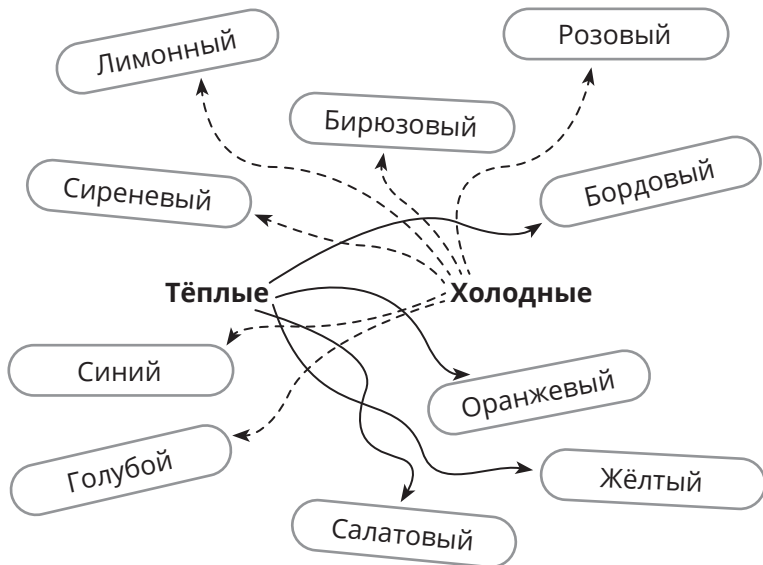 Лимонный
Розовый
Бирюзовый
Сиреневый
Бордовый
Тёплые
Холодные
Синий
Оранжевый
Голубой
Жёлтый
Салатовый